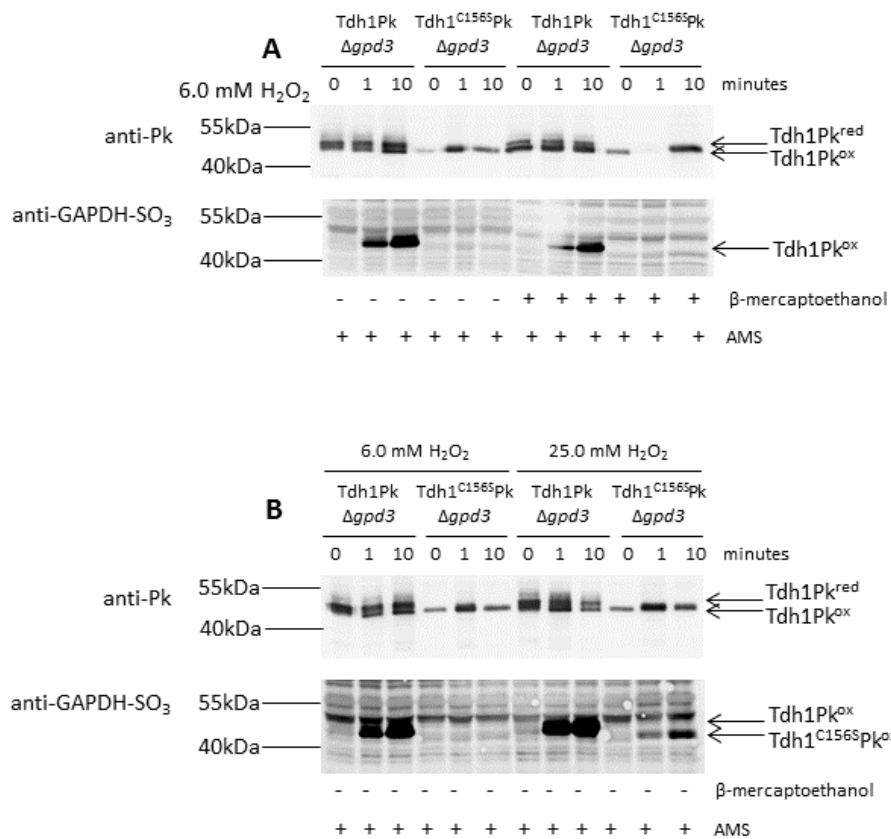 Tdh1Pk Tdh1C156SPk Tdh1Pk Tdh1C156SPk
A Δgpd3 Δgpd3 Δgpd3 Δgpd3
0 1 10 0 1 10 0 1 10 0 1 10 minutes
6.0 mM H2O2
anti-Pk 55kDa Tdh1Pkred
40kDa Tdh1Pkox
anti-GAPDH-SO3 55kDa
40kDa Tdh1Pkox
- - - - - - + + + + + + β-mercaptoethanol
+ + + + + + + + + + + + AMS
6.0 mM H2O2 25.0 mM H2O2
Tdh1Pk Tdh1C156SPk Tdh1Pk Tdh1C156SPk
B Δgpd3 Δgpd3 Δgpd3 Δgpd3
0 1 10 0 1 10 0 1 10 0 1 10 minutes
anti-Pk 55kDa Tdh1Pkred
40kDa Tdh1Pkox
anti-GAPDH-SO3 55kDa Tdh1Pkox
40kDa Tdh1C156SPko
- - - - - - - - - - - - β-mercaptoethanol
+ + + + + + + + + + + + AMS